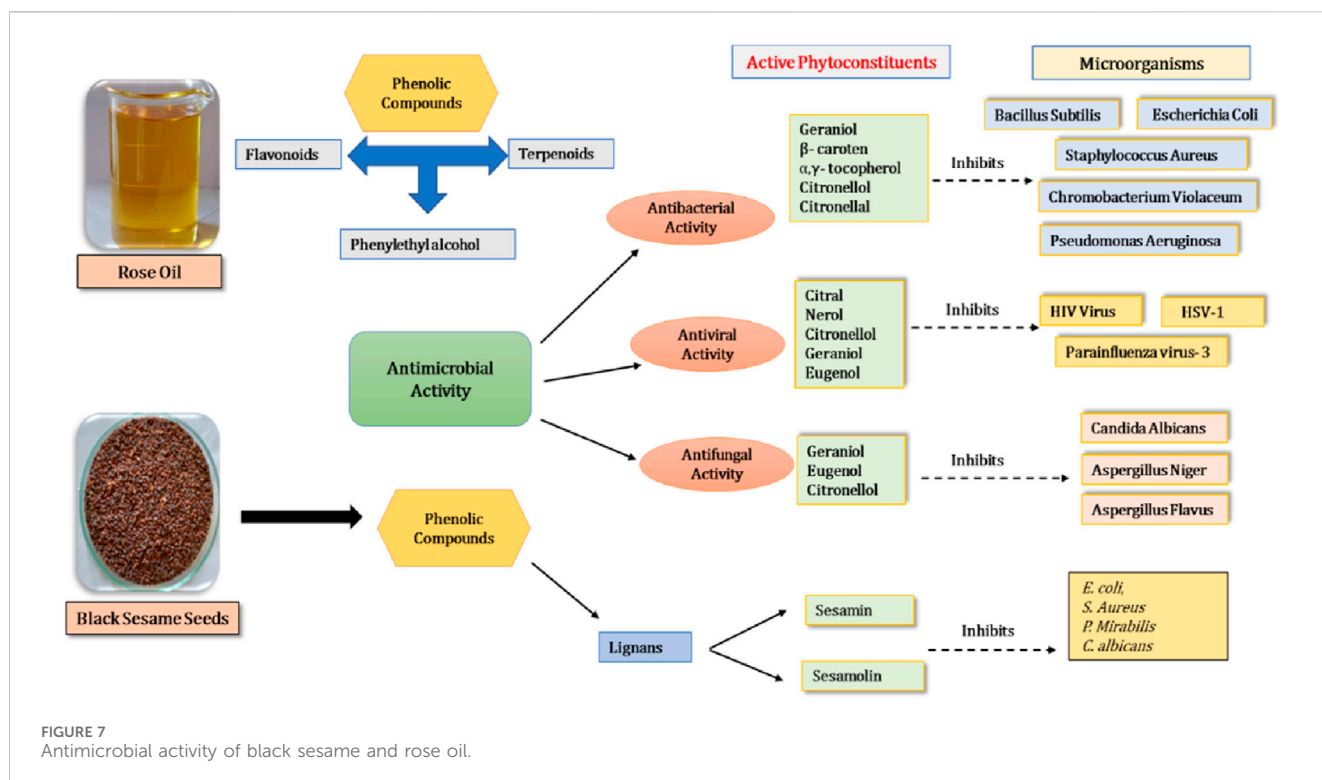 Active Phytoconstituents
Microorganisms
Phenolic
Compounds
Flavonoids
Terpenoids
Phenylethyl alcohol
Rose Oil
Geraniol
β- caroten
α,γ- tocopherol
Citronellol
Citronellal
Inhibits
Bacillus Subtilis
Escherichia Coli
Staphylococcus Aureus
Chromobacterium Violaceum
Pseudomonas Aeruginosa
Antibacterial
Activity
Antimicrobial
Activity
Antiviral
Activity
Citral
Nerol
Citronellol
Geraniol
Eugenol
Inhibits
HIV Virus
HSV-1
Parainfluenza virus- 3
Antifungal
Activity
Geraniol
Eugenol
Citronellol
Inhibits
Candida Albicans
Aspergillus Niger
Aspergillus Flavus
Black Sesame Seeds
Phenolic
Compounds
Lignans
Sesamin
Sesamolin
Inhibits
E. coli,
S. Aureus
P. Mirabilis
C. albicans
FIGURE 7
Antimicrobial activity of black sesame and rose oil.